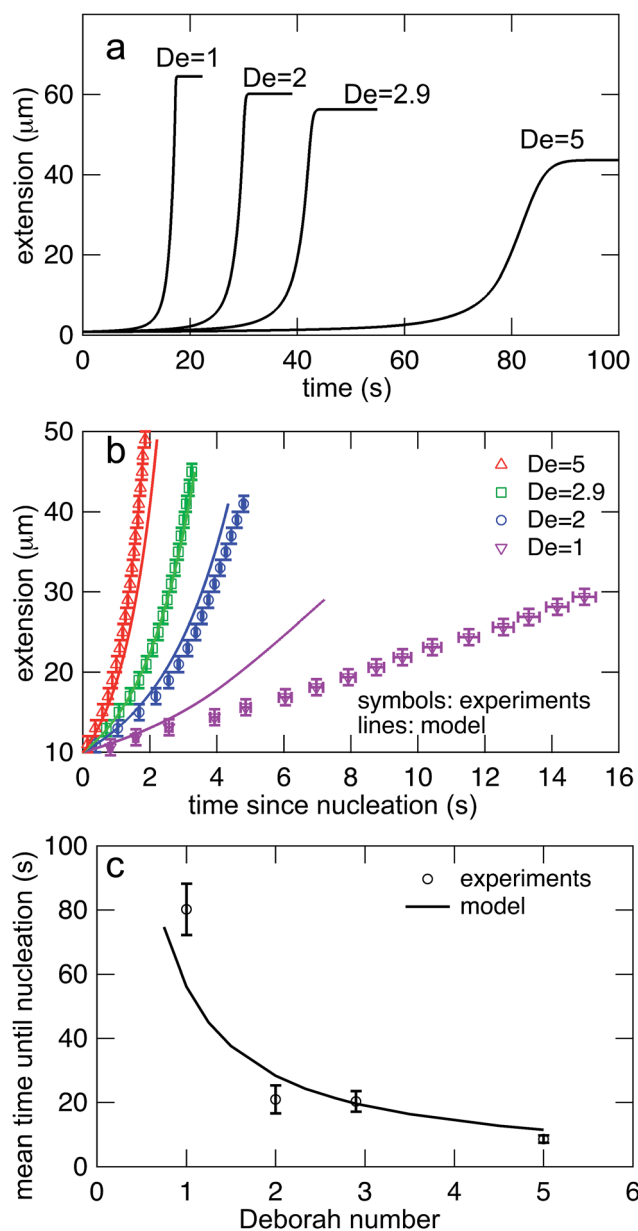 a
De=1
De=2
De=2.9
De=5
80
60
40
20
0
extension (μm)
0 20 40 60 80 100
time (s)
b
50
40
30
20
10
extension (μm)
De=5
De=2.9
De=2
De=1
symbols: experiments
lines: model
0 2 4 6 8 10 12 14 16
time since nucleation (s)
c
100
80
60
40
20
0
mean time until nucleation (s)
experiments
model
0 1 2 3 4 5 6
Deborah number